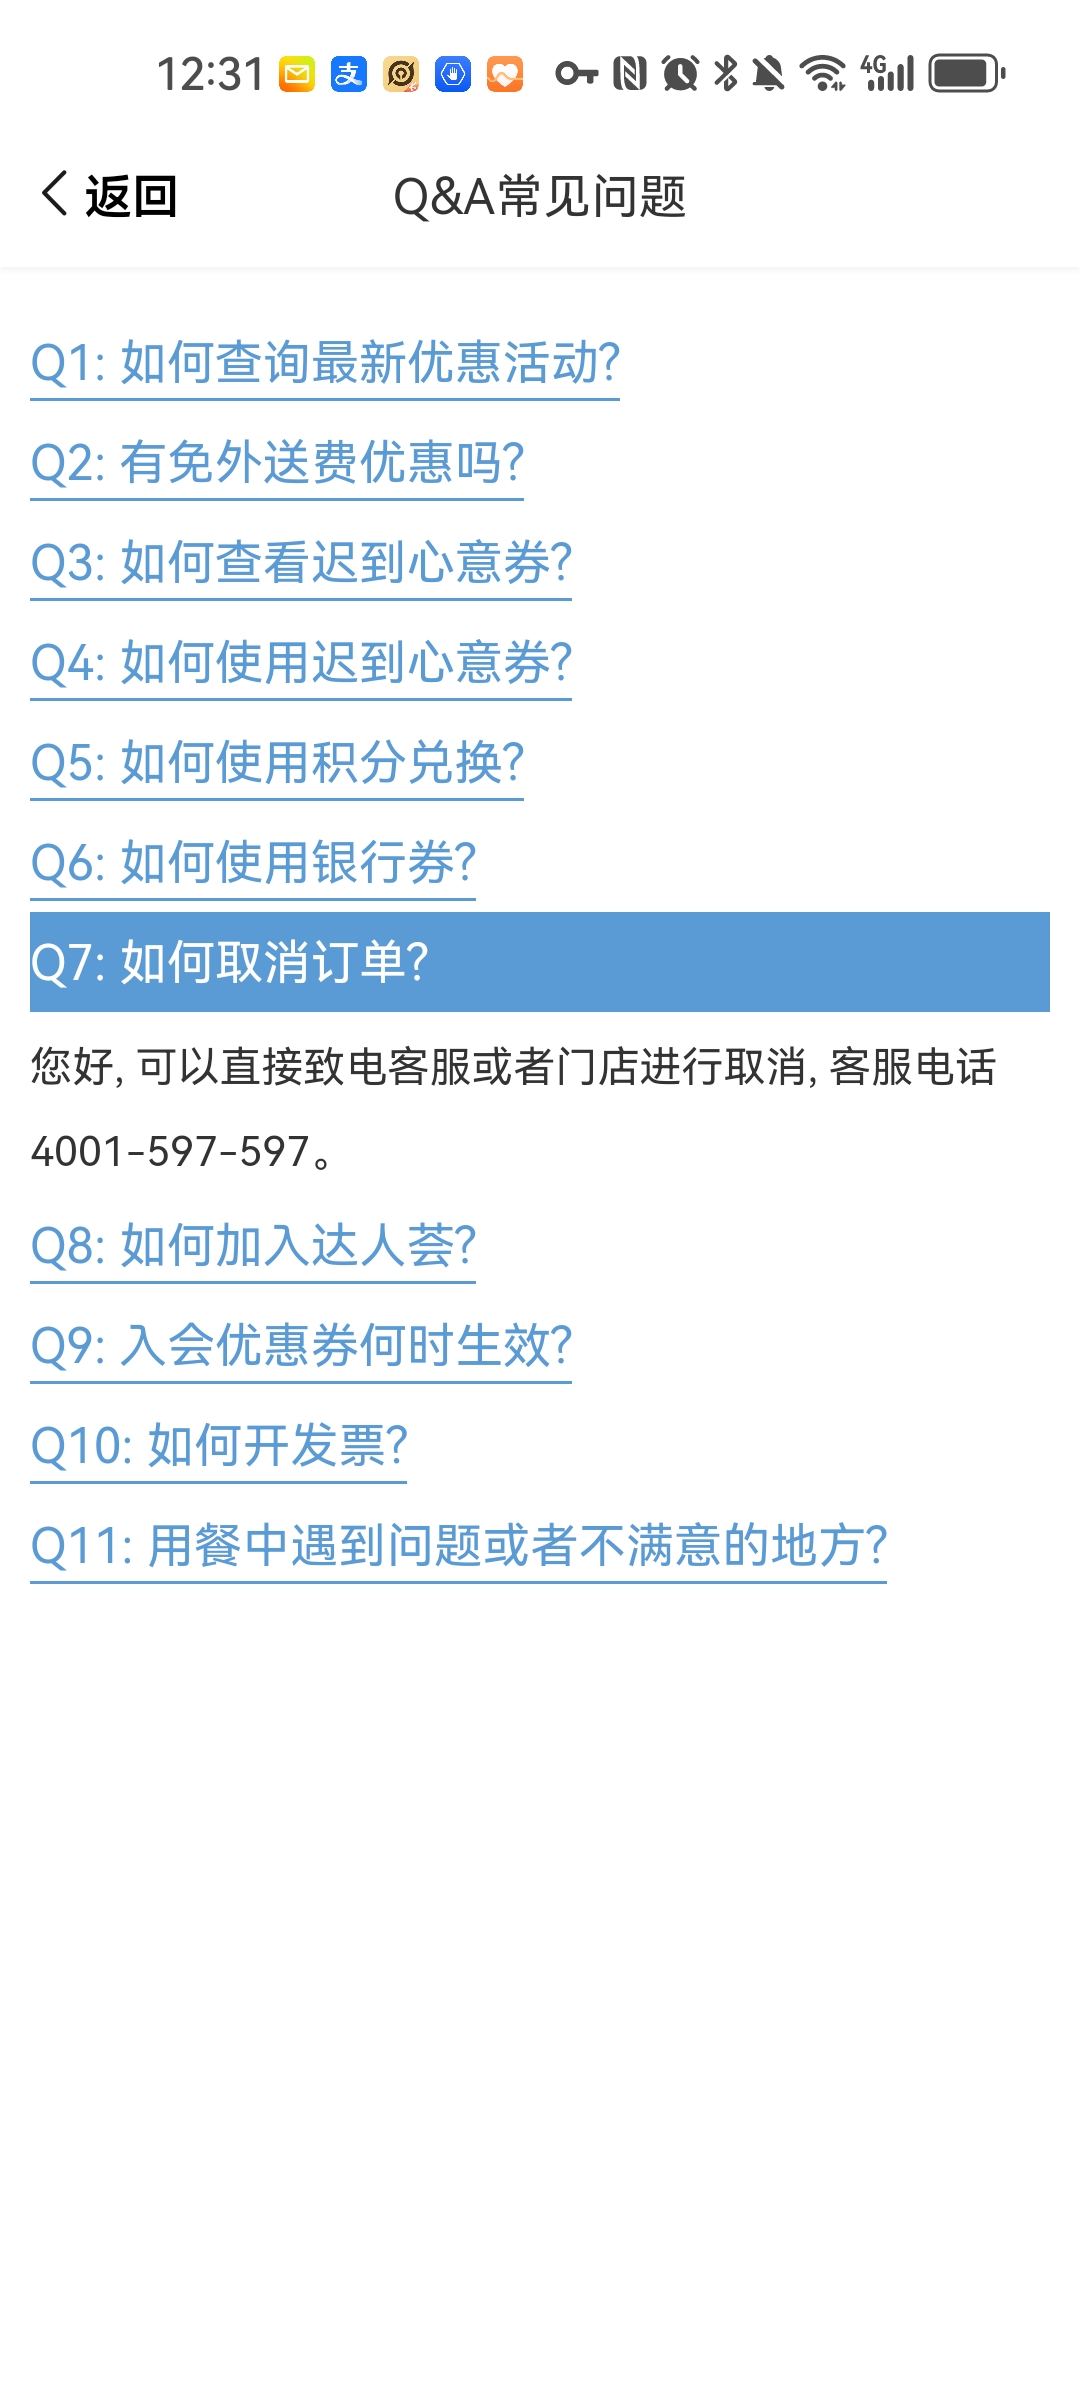 12:31
4G
返回
Q&A常见问题
Q1: 如何查询最新优惠活动?
Q2: 有免外送费优惠吗?
Q3: 如何查看迟到心意券?
Q4: 如何使用迟到心意券?
Q5: 如何使用积分兑换?
Q6: 如何使用银行券?
Q7: 如何取消订单?
您好, 可以直接致电客服或者门店进行取消, 客服电话
4001-597-597。
Q8: 如何加入达人荟?
Q9: 入会优惠券何时生效?
Q10: 如何开发票?
Q11: 用餐中遇到问题或者不满意的地方?